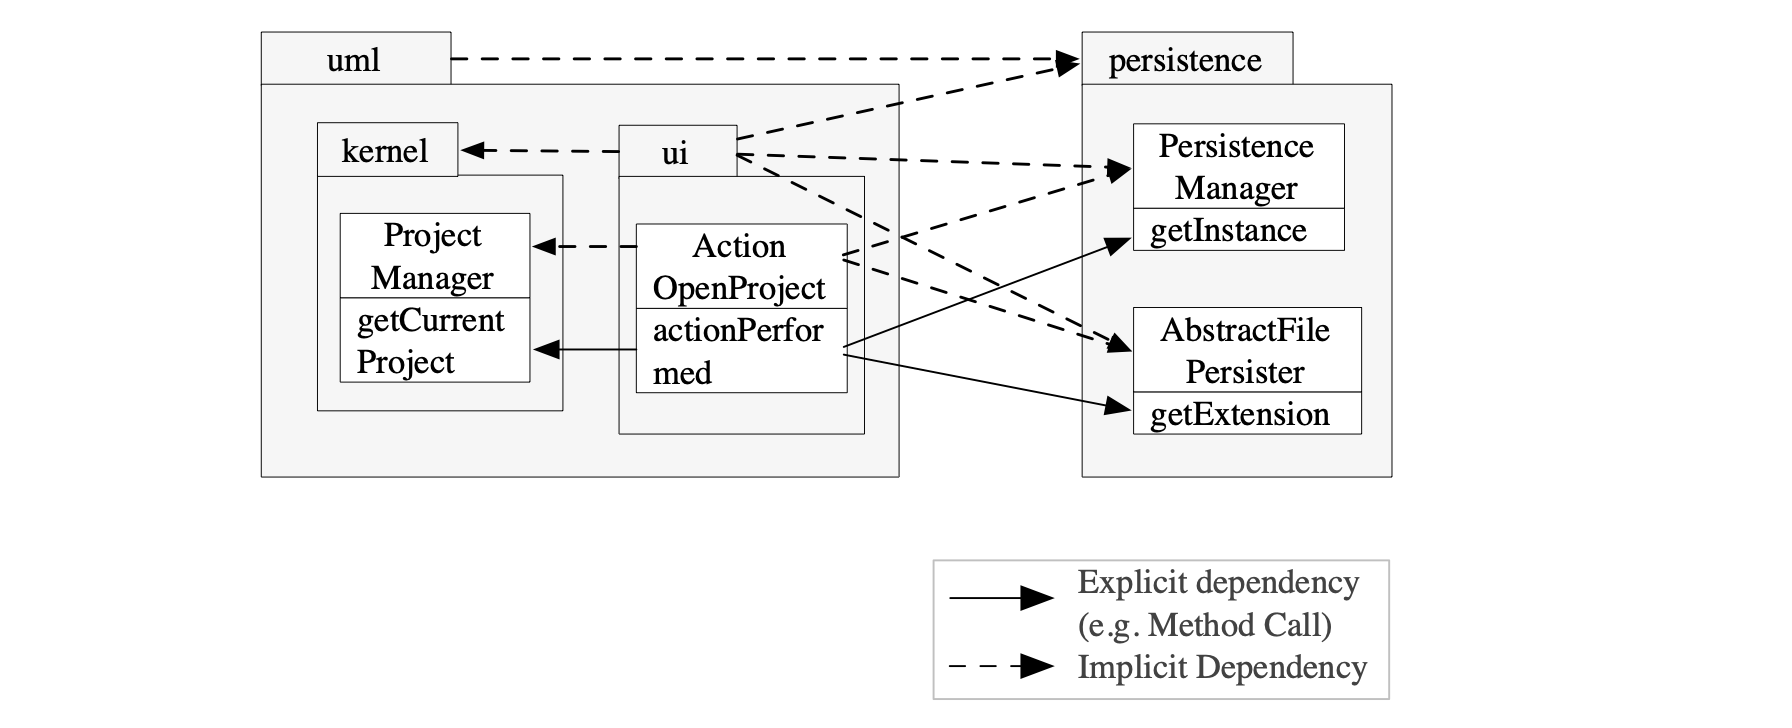 uml
persistence
kernel
ui
Project
Manager
getCurrent
Project
Action
OpenProject
actionPerfor
med
Persistence
Manager
getInstance
AbstractFile
Persister
getExtension
Explicit dependency
(e.g. Method Call)
Implicit Dependency